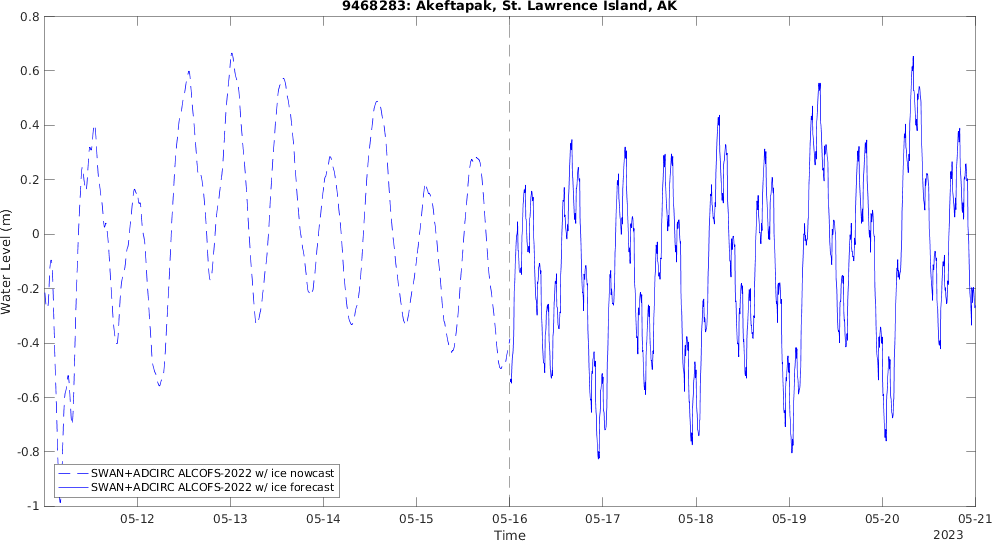 9468283: Akeftapak, St. Lawrence Island, AK
0.8
0.6
0.4
0.2
0
-0.2
-0.4
-0.6
-0.8
-1
Water Level (m)
SWAN+ADCIRC ALCOFS-2022 w/ ice nowcast
SWAN+ADCIRC ALCOFS-2022 w/ ice forecast
05-12 05-13 05-14 05-15 05-16 05-17 05-18 05-19 05-20 05-21
Time 2023